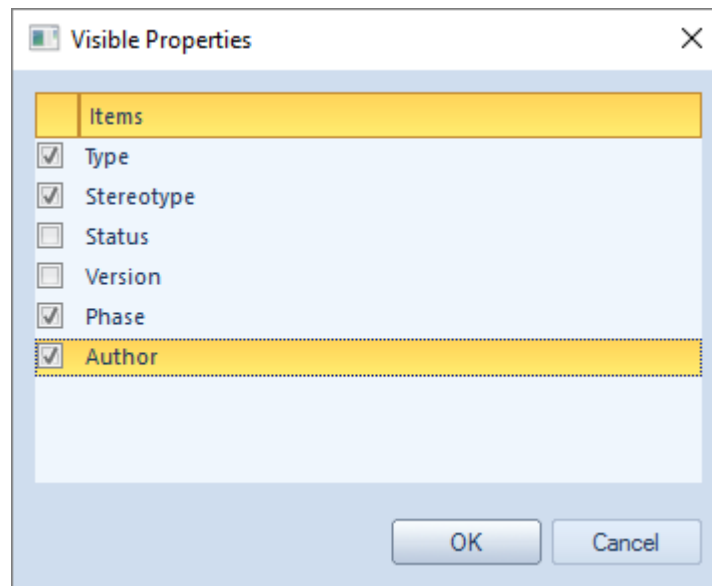 Visible Properties
Items
Type
Stereotype
Status
Version
Phase
Author
OK Cancel